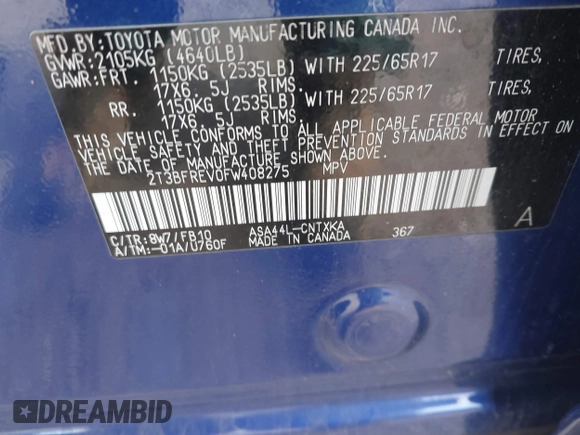 MFD.BY:TOYOTA MOTOR MANUFACTURING CANADA INC.
GVWR:2105KG (4640LB)
GAWR:FRT. 1150KG (2535LB) WITH 225/65R17 TIRES,
17X6. 5J RIMS.
RR. 1150KG (2535LB) WITH 225/65R17 TIRES,
17X6. 5J RIMS.
THIS VEHICLE CONFORMS TO ALL APPLICABLE FEDERAL MOTOR
VEHICLE SAFETY AND THEFT PREVENTION STANDARDS IN EFFECT ON
THE DATE OF MANUFACTURE SHOWN ABOVE.
2T3BFREV0FW408275 MPV
C/TR:8W7/FB10 ASA44L-CNTXKA 367 A
A/TM:-01A/U760F MADE IN CANADA
DREAMBID